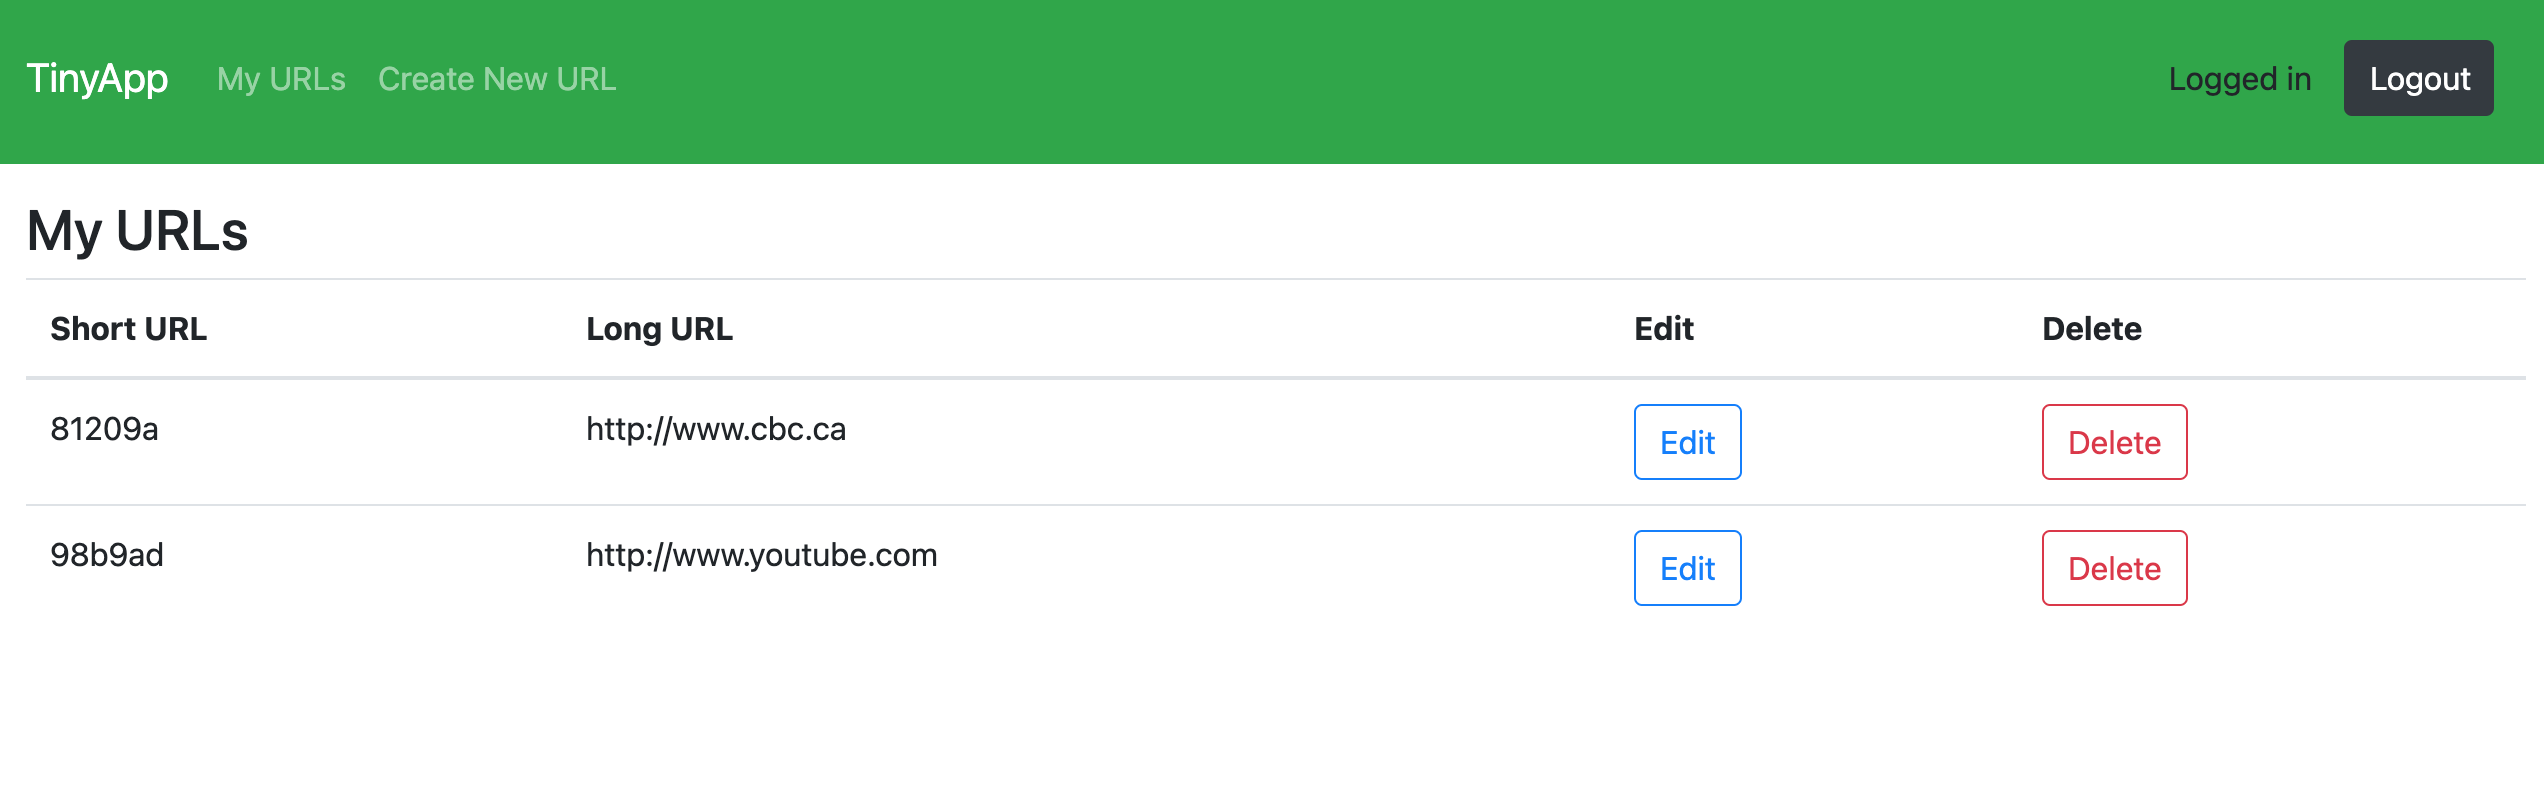 TinyApp My URLs Create New URL Logged in Logout
My URLs
Short URL Long URL Edit Delete
81209a http://www.cbc.ca Edit Delete
98b9ad http://www.youtube.com Edit Delete